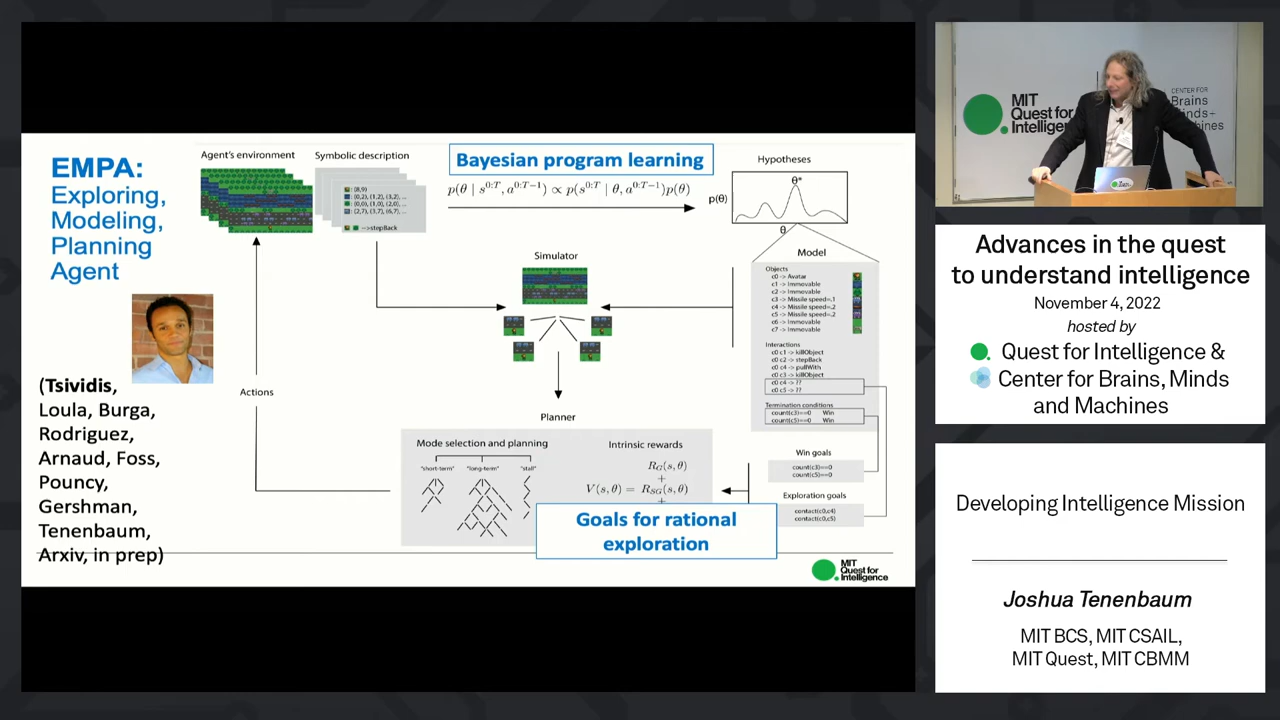 EMPA:
Exploring,
Modeling,
Planning
Agent
(Tsividis,
Loula, Burga,
Rodriguez,
Arnaud, Foss,
Pouncy,
Gershman,
Tenenbaum,
Arxiv, in prep)
Agent's environment
Symbolic description
-->stepBack
Bayesian program learning
p(θ | s^{0:T}, a^{0:T−1}) ∝ p(s^{0:T} | θ, a^{0:T−1})p(θ)
Hypotheses
θ*
p(θ)
θ
Simulator
Model
Objects
c0 -> Avatar
c1 -> Immovable
c2 -> Immovable
c3 -> Missile speed=.1
c4 -> Missile speed=.2
c5 -> Missile speed=.2
c6 -> Immovable
c7 -> Immovable
Interactions
c0 c1 -> killObject
c0 c2 -> stepBack
c0 c4 -> pullWith
c0 c3 -> killObject
c0 c4 -> ??
c0 c5 -> ??
Termination conditions
count(c3)==0 Win
count(c5)==0 Win
Win goals
count(c3)==0
count(c5)==0
Exploration goals
contact(c0,c4)
contact(c0,c5)
Actions
Planner
Mode selection and planning
"short-term" "long-term" "stall"
Intrinsic rewards
R_G(s, θ)
+
V(s, θ) = R_{SG}(s, θ)
+
Goals for rational
exploration
MIT
Quest for
Intelligence
MIT
Quest for
Intelligence
CENTER FOR
Brains
Minds+
Machines
Advances in the quest
to understand intelligence
November 4, 2022
hosted by
Quest for Intelligence &
Center for Brains, Minds
and Machines
Developing Intelligence Mission
Joshua Tenenbaum
MIT BCS, MIT CSAIL,
MIT Quest, MIT CBMM